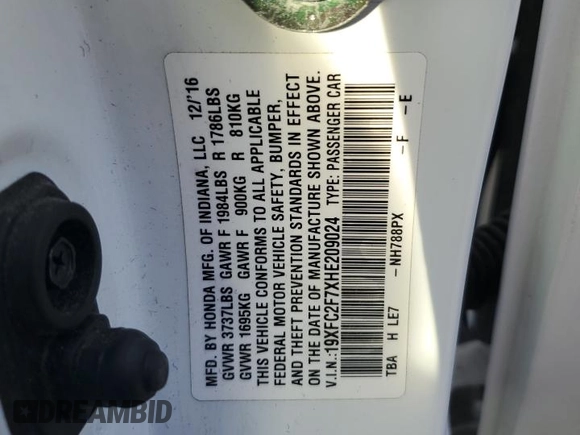 MFD. BY HONDA MFG. OF INDIANA, LLC 12/'16
GVWR 3737LBS GAWR F 1984LBS R 1786LBS
GVWR 1695KG GAWR F 900KG R 810KG
THIS VEHICLE CONFORMS TO ALL APPLICABLE
FEDERAL MOTOR VEHICLE SAFETY, BUMPER,
AND THEFT PREVENTION STANDARDS IN EFFECT
ON THE DATE OF MANUFACTURE SHOWN ABOVE.
V.I.N.:19XFC2F7XHE209024 TYPE: PASSENGER CAR
TBA H LE7 -NH788PX -F -E
DREAMBID